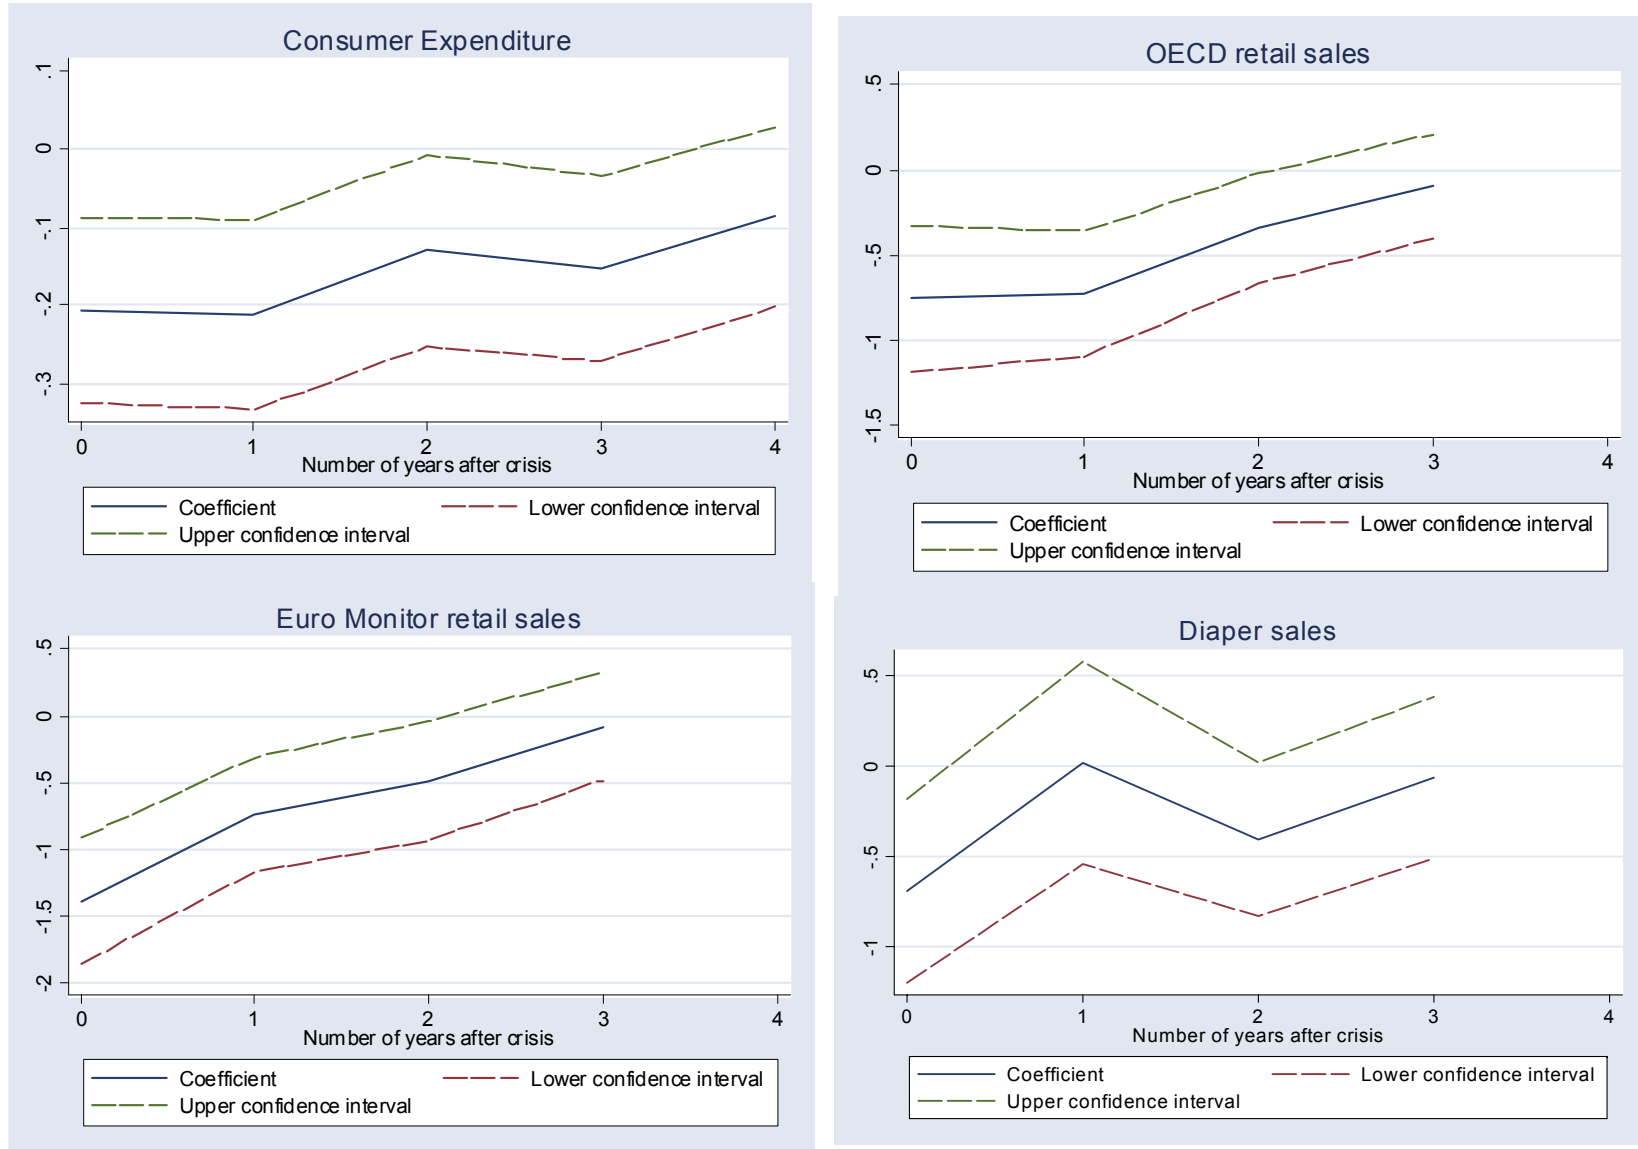 Consumer Expenditure
.1
0
-.1
-.2
-.3
0 1 2 3 4
Number of years after crisis
Coefficient Lower confidence interval
Upper confidence interval
OECD retail sales
.5
0
-.5
-1
-1.5
0 1 2 3 4
Number of years after crisis
Coefficient Lower confidence interval
Upper confidence interval
Euro Monitor retail sales
.5
0
-.5
-1
-1.5
-2
0 1 2 3 4
Number of years after crisis
Coefficient Lower confidence interval
Upper confidence interval
Diaper sales
.5
0
-.5
-1
0 1 2 3 4
Number of years after crisis
Coefficient Lower confidence interval
Upper confidence interval